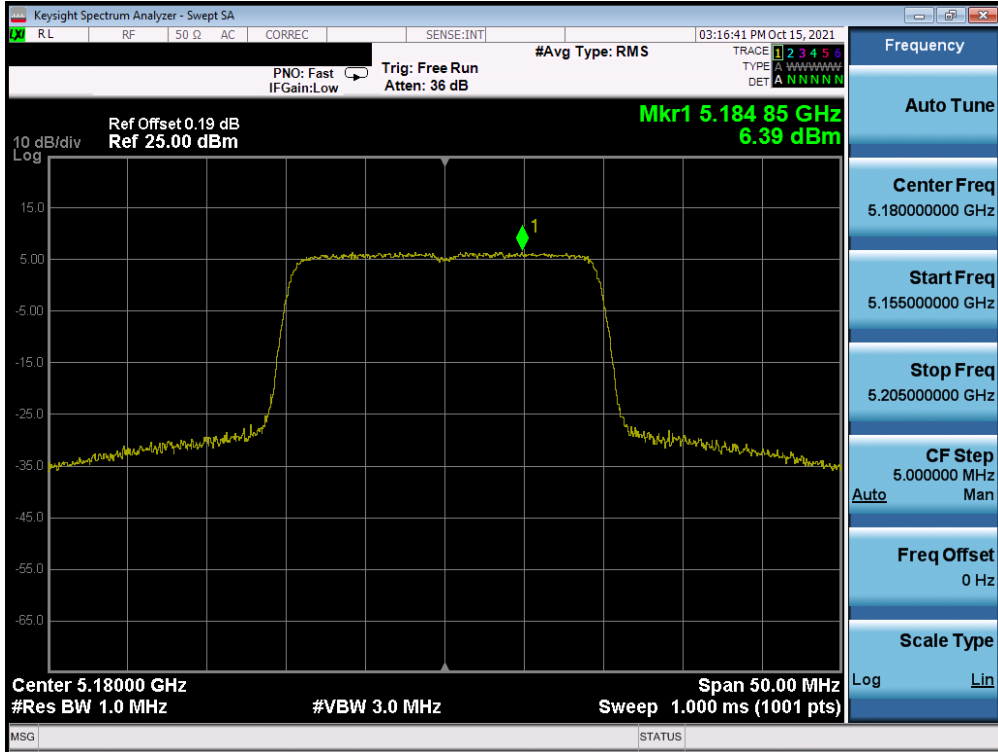 Keysight Spectrum Analyzer - Swept SA
LXI RL RF 50 Ω AC CORREC SENSE:INT 03:16:41 PM Oct 15, 2021
#Avg Type: RMS TRACE 1 2 3 4 5 6
PNO: Fast Trig: Free Run TYPE A WWWWW
IFGain:Low Atten: 36 dB DET A N N N N N
Mkr1 5.184 85 GHz
6.39 dBm
Ref Offset 0.19 dB
10 dB/div Ref 25.00 dBm
Log
1
15.0
5.00
-5.00
-15.0
-25.0
-35.0
-45.0
-55.0
-65.0
Center 5.18000 GHz Span 50.00 MHz
#Res BW 1.0 MHz #VBW 3.0 MHz Sweep 1.000 ms (1001 pts)
MSG STATUS
Frequency
Auto Tune
Center Freq
5.180000000 GHz
Start Freq
5.155000000 GHz
Stop Freq
5.205000000 GHz
CF Step
5.000000 MHz
Auto Man
Freq Offset
0 Hz
Scale Type
Log Lin